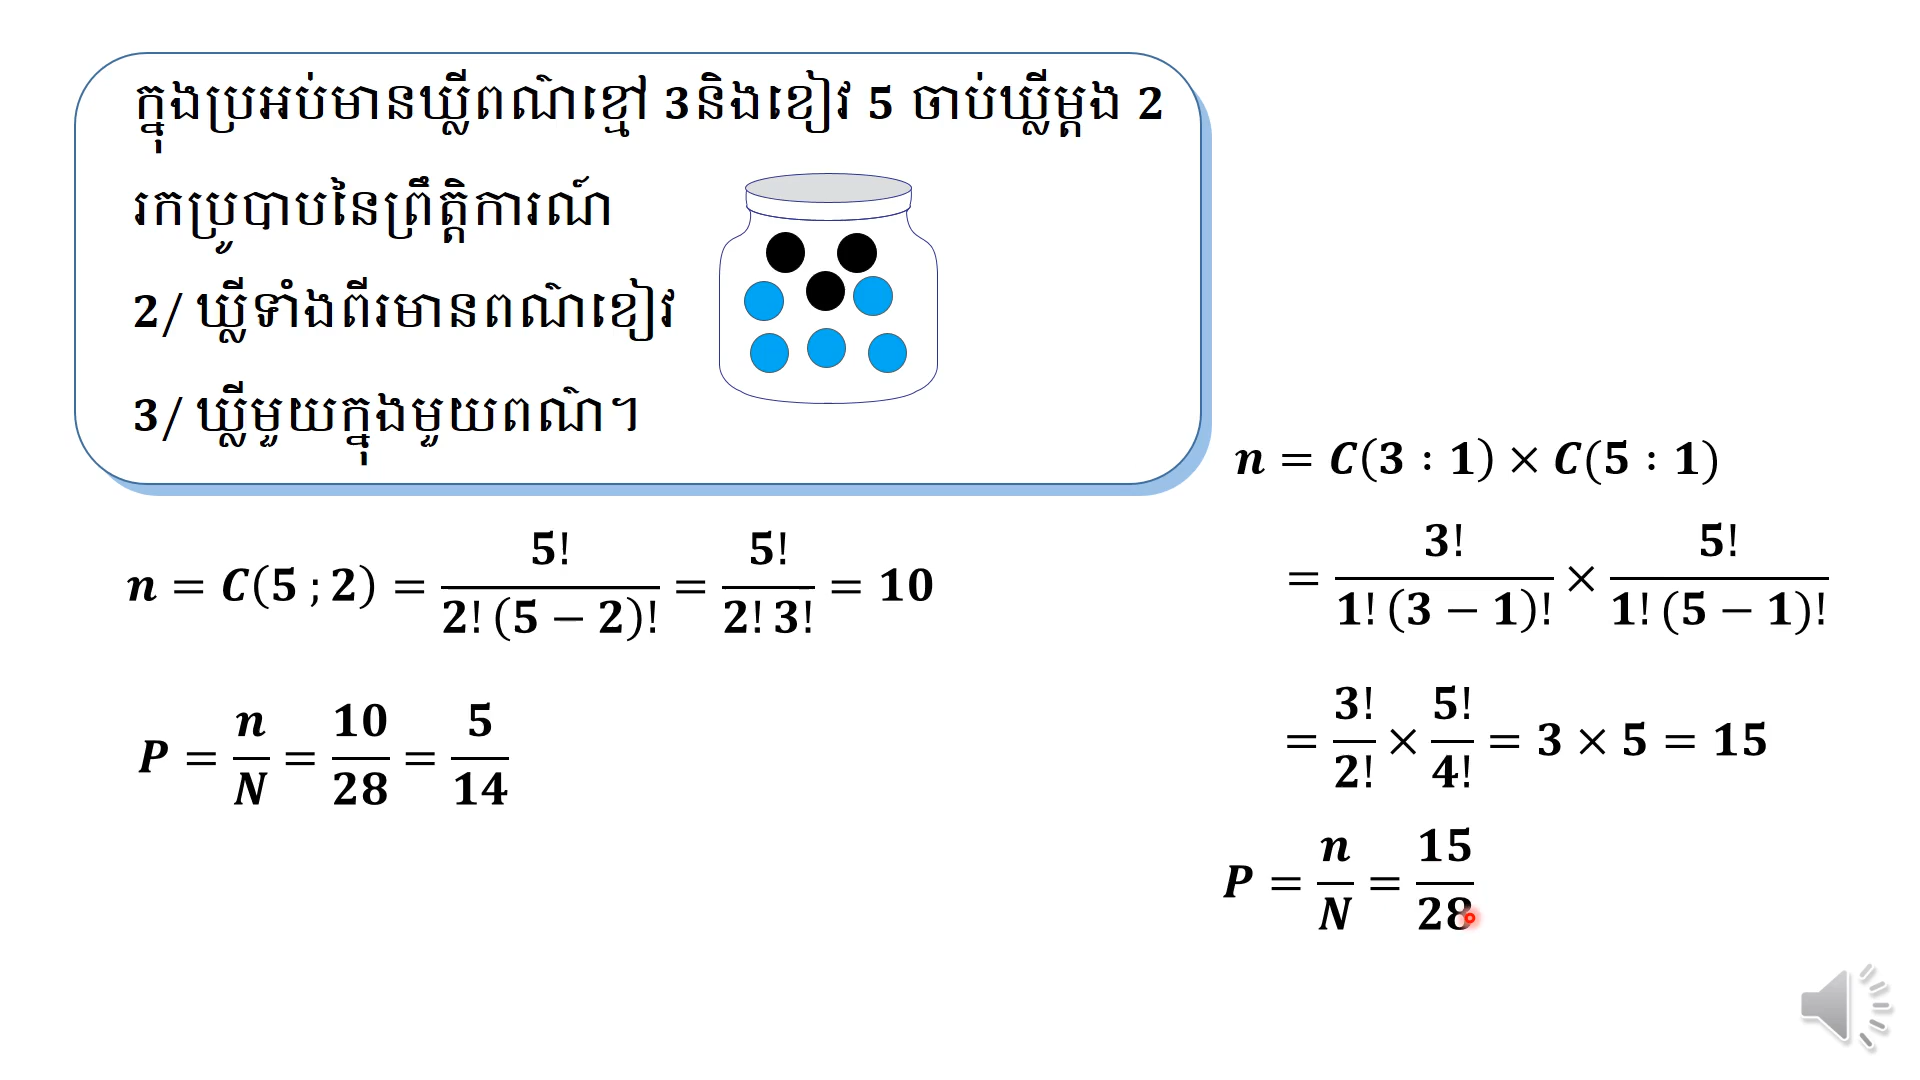 ក្នុងប្រអប់មានឃ្លីពណ៌ខ្មៅ 3និងខៀវ 5 ចាប់ឃ្លីម្តង 2
រកប្រូបាបនៃព្រឹត្តិការណ៍
2/ ឃ្លីទាំងពីរមានពណ៌ខៀវ
3/ ឃ្លីមួយក្នុងមួយពណ៌។
n = C(5 ; 2) = 5!/2! (5 − 2)! = 5!/2! 3! = 10
P = n/N = 10/28 = 5/14
n = C(3 : 1) × C(5 : 1)
= 3!/1! (3 − 1)! × 5!/1! (5 − 1)!
= 3!/2! × 5!/4! = 3 × 5 = 15
P = n/N = 15/28